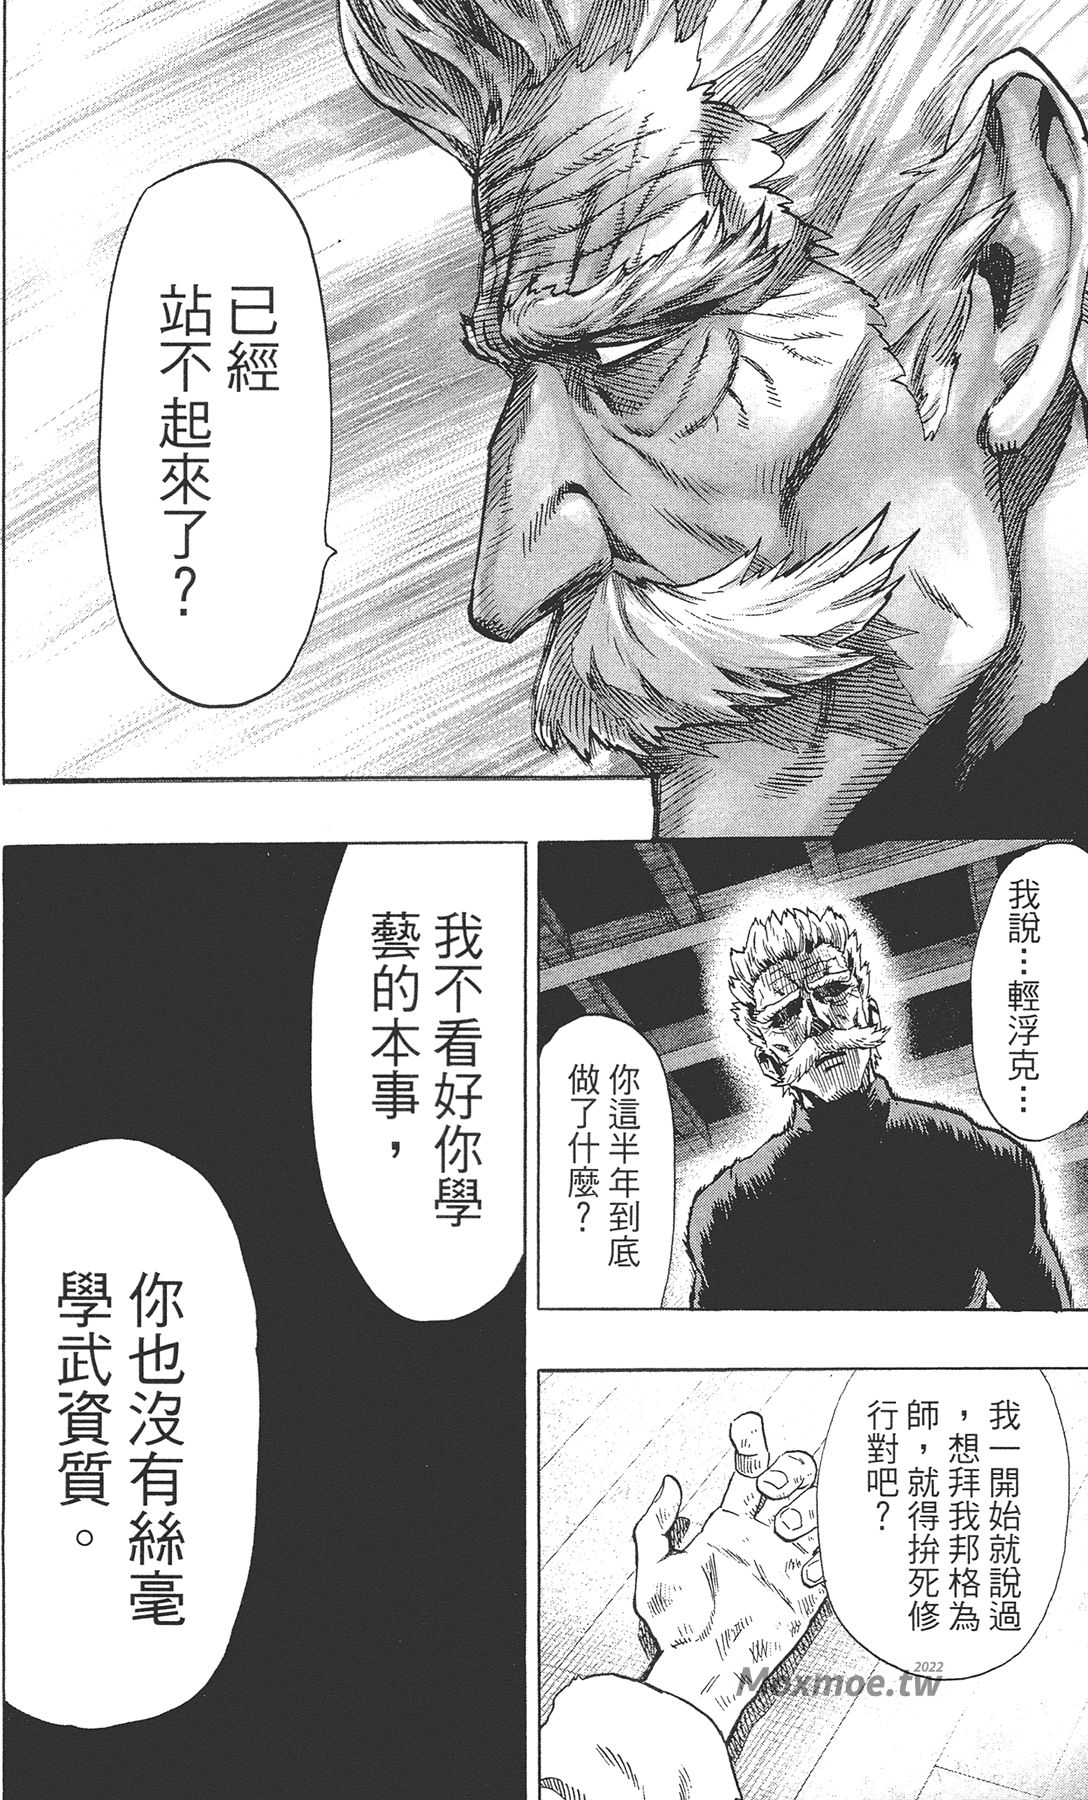 已經
站不起來了?
我說…輕浮克…
你這半年到底
做了什麼?
我一開始就說過
,想拜我邦格為
師,就得拚死修
行對吧?
我不看好你學
藝的本事,
你也沒有絲毫
學武資質。
2022
Moxmoe.tw